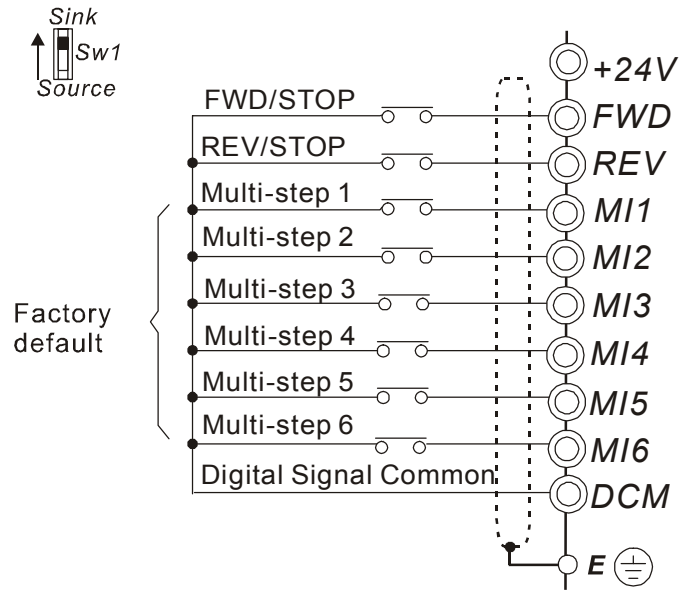 Sink
Sw1
Source
+24V
FWD/STOP
FWD
REV/STOP
REV
Multi-step 1
MI1
Multi-step 2
MI2
Multi-step 3
MI3
Factory
default
Multi-step 4
MI4
Multi-step 5
MI5
Multi-step 6
MI6
Digital Signal Common
DCM
E